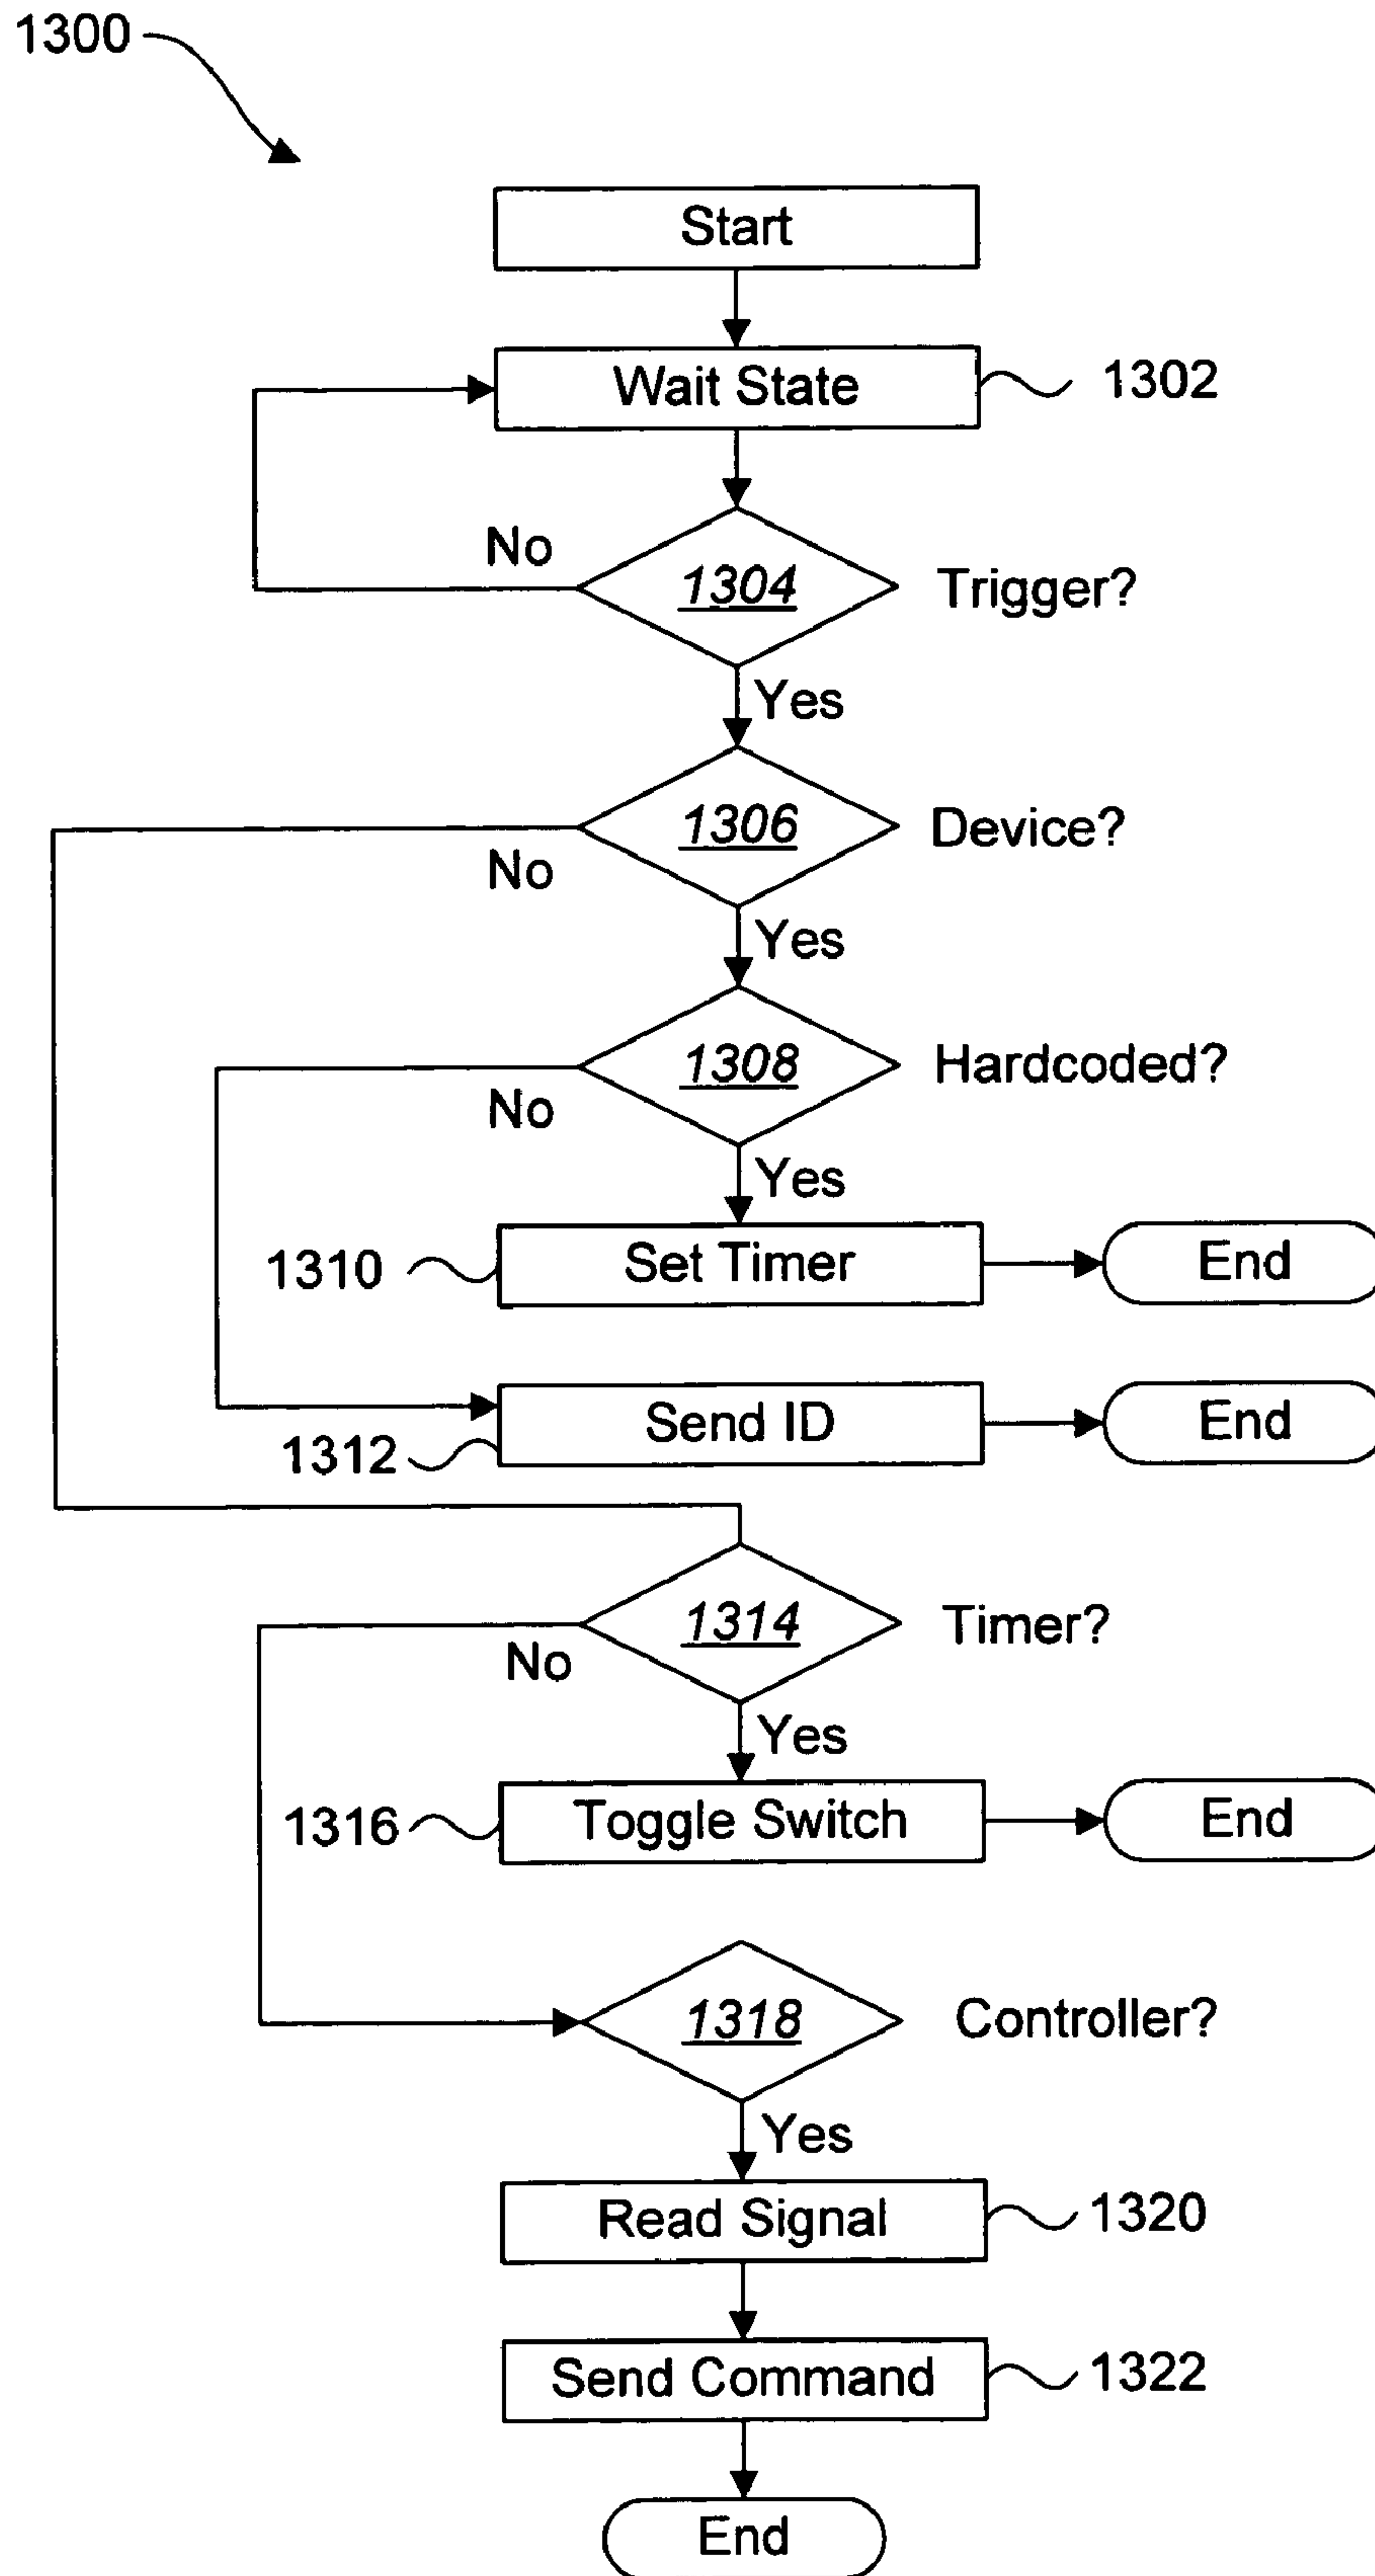 1300
Start
Wait State
1302
No
1304
Trigger?
Yes
1306
Device?
No
Yes
1308
Hardcoded?
No
Yes
1310
Set Timer
End
Send ID
End
1312
1314
Timer?
No
Yes
1316
Toggle Switch
End
1318
Controller?
Yes
Read Signal
1320
Send Command
1322
End